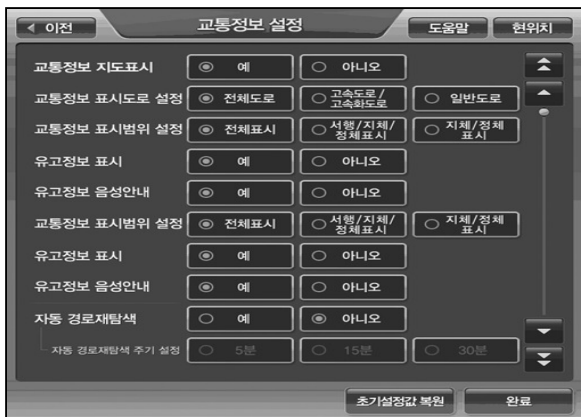 이전
교통정보 설정
도움말
현위치
교통정보 지도표시
예
아니오
교통정보 표시도로 설정
전체도로
고속도로/
고속화도로
일반도로
교통정보 표시범위 설정
전체표시
서행/지체/
정체표시
지체/정체
표시
유고정보 표시
예
아니오
유고정보 음성안내
예
아니오
교통정보 표시범위 설정
전체표시
서행/지체/
정체표시
지체/정체
표시
유고정보 표시
예
아니오
유고정보 음성안내
예
아니오
자동 경로재탐색
예
아니오
자동 경로재탐색 주기 설정
5분
15분
30분
초기설정값 복원
완료